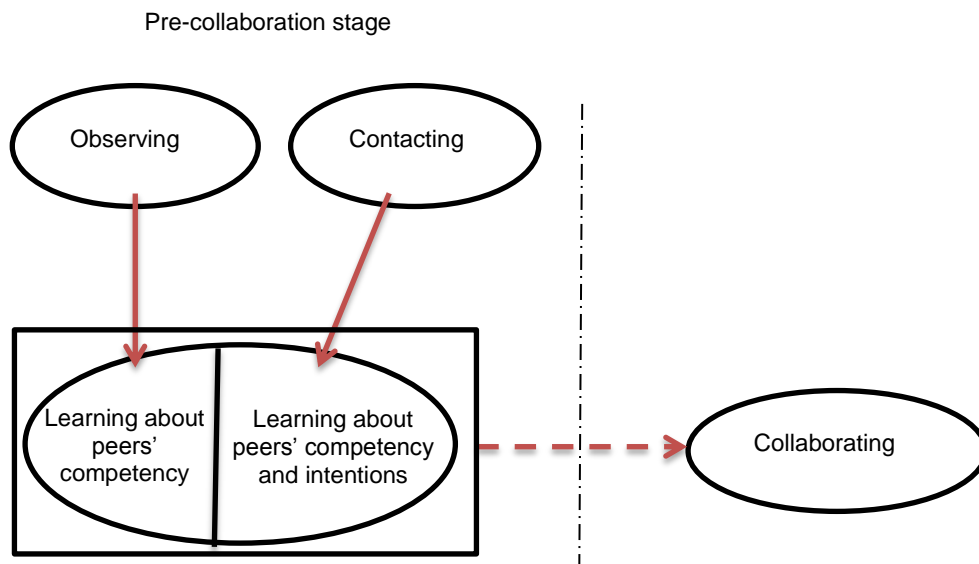 Pre-collaboration stage
Observing
Contacting
Learning about
peers’
competency
Learning about
peers’ competency
and intentions
Collaborating